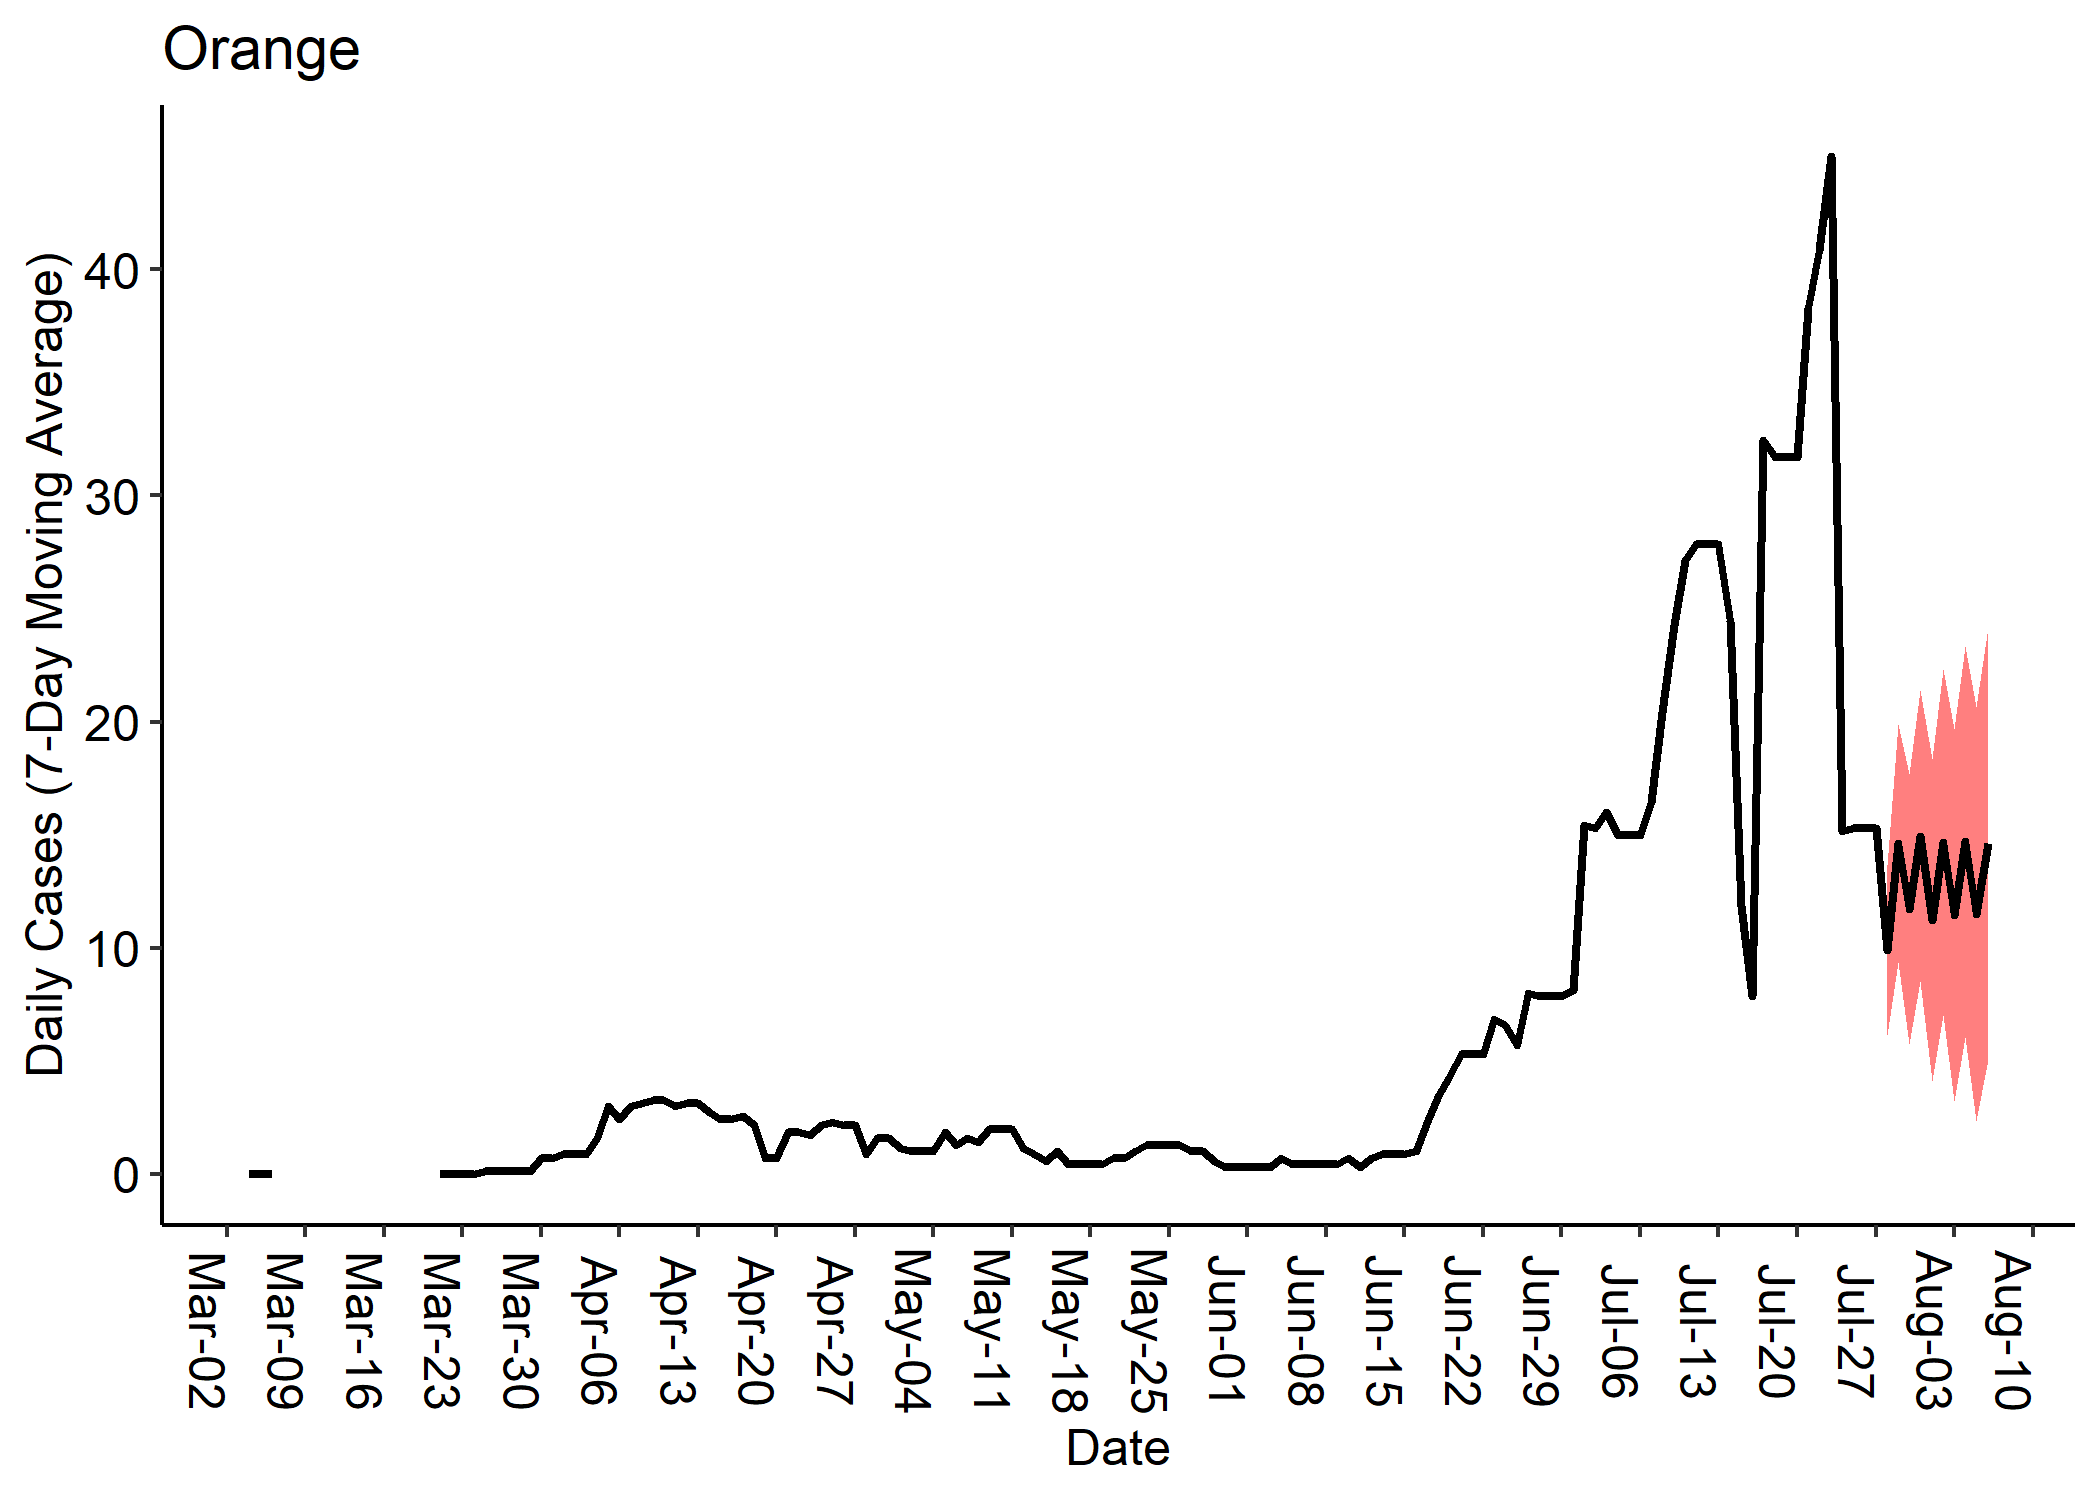 Orange
Daily Cases (7-Day Moving Average)
40
30
20
10
0
Mar-02
Mar-09
Mar-16
Mar-23
Mar-30
Apr-06
Apr-13
Apr-20
Apr-27
May-04
May-11
May-18
May-25
Jun-01
Jun-08
Jun-15
Jun-22
Jun-29
Jul-06
Jul-13
Jul-20
Jul-27
Aug-03
Aug-10
Date